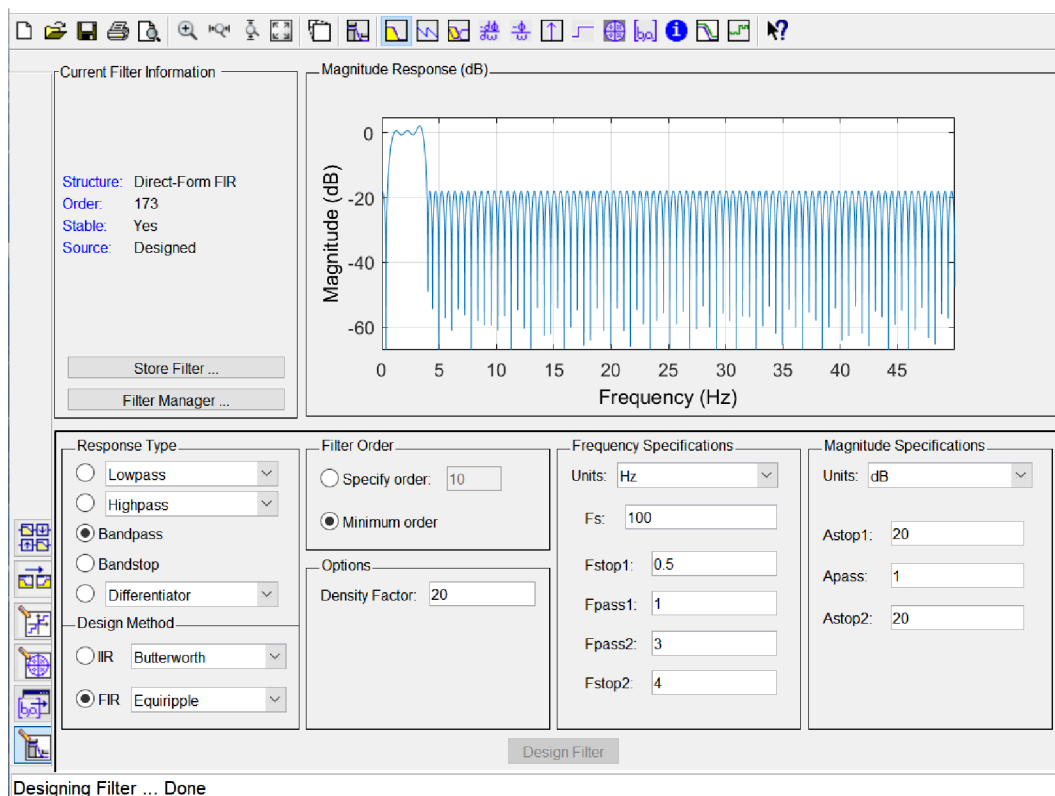 Current Filter Information
Structure: Direct-Form FIR
Order: 173
Stable: Yes
Source: Designed
Store Filter ...
Filter Manager ...
Magnitude Response (dB)
Magnitude (dB)
0
-20
-40
-60
0 5 10 15 20 25 30 35 40 45
Frequency (Hz)
Response Type
Lowpass
Highpass
Bandpass
Bandstop
Differentiator
Design Method
IIR Butterworth
FIR Equiripple
Filter Order
Specify order: 10
Minimum order
Options
Density Factor: 20
Frequency Specifications
Units: Hz
Fs: 100
Fstop1: 0.5
Fpass1: 1
Fpass2: 3
Fstop2: 4
Magnitude Specifications
Units: dB
Astop1: 20
Apass: 1
Astop2: 20
Design Filter
Designing Filter ... Done